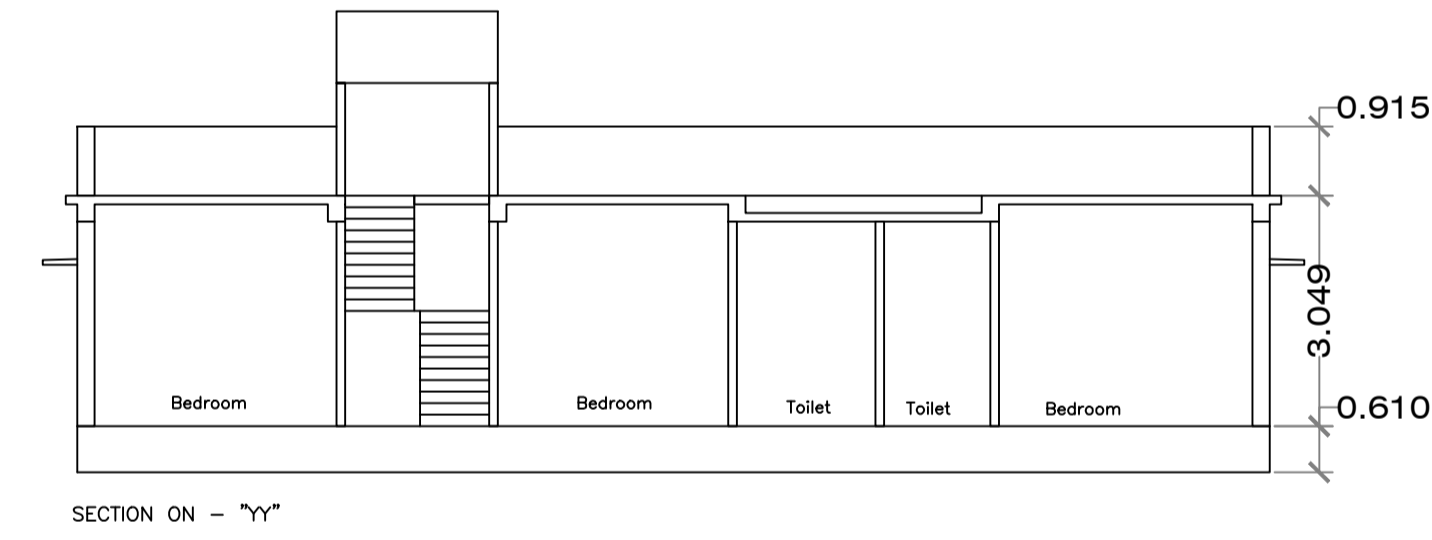 0.915
3.049
0.610
Bedroom
Bedroom
Toilet
Toilet
Bedroom
SECTION ON - "YY"